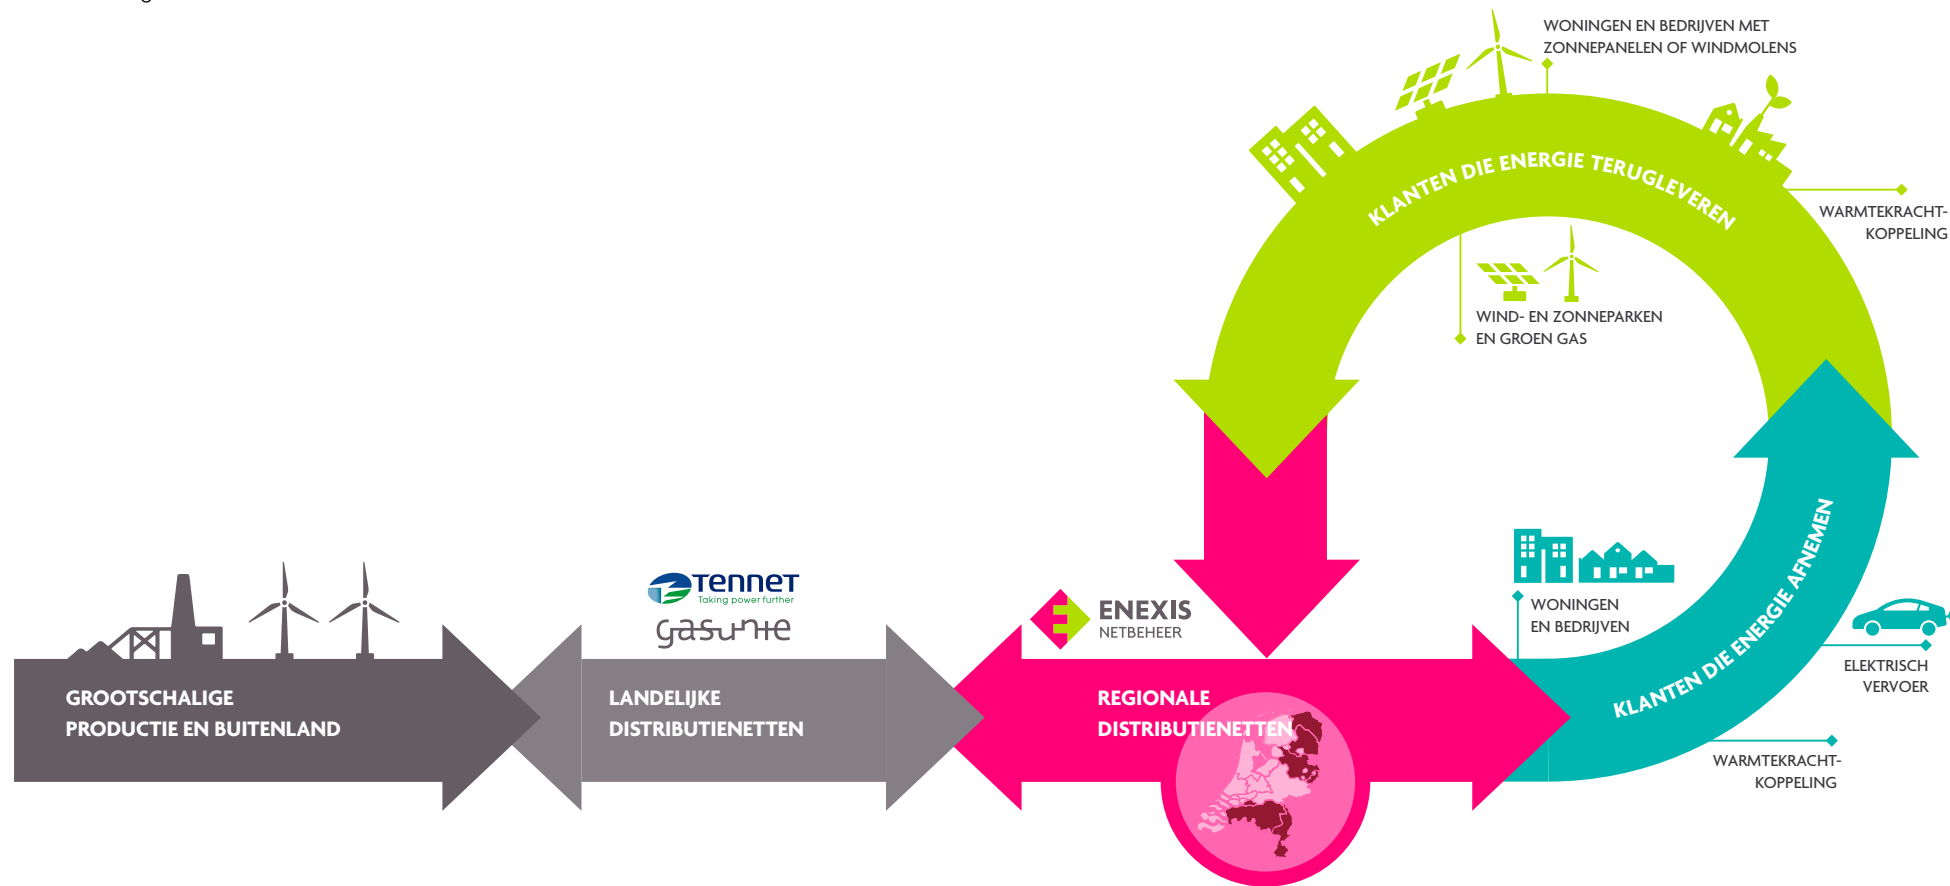 WONINGEN EN BEDRIJVEN MET
ZONNEPANELEN OF WINDMOLENS
KLANTEN DIE ENERGIE TERUGLEVEREN
WARMTEKRACHT-
KOPPELING
WIND- EN ZONNEPARKEN
EN GROEN GAS
KLANTEN DIE ENERGIE AFNEMEN
WONINGEN
EN BEDRIJVEN
ELEKTRISCH
VERVOER
WARMTEKRACHT-
KOPPELING
TenneT
Taking power further
gasunie
ENEXIS
NETBEHEER
GROOTSCHALIGE
PRODUCTIE EN BUITENLAND
LANDELIJKE
DISTRIBUTIENETTEN
REGIONALE
DISTRIBUTIENETTEN